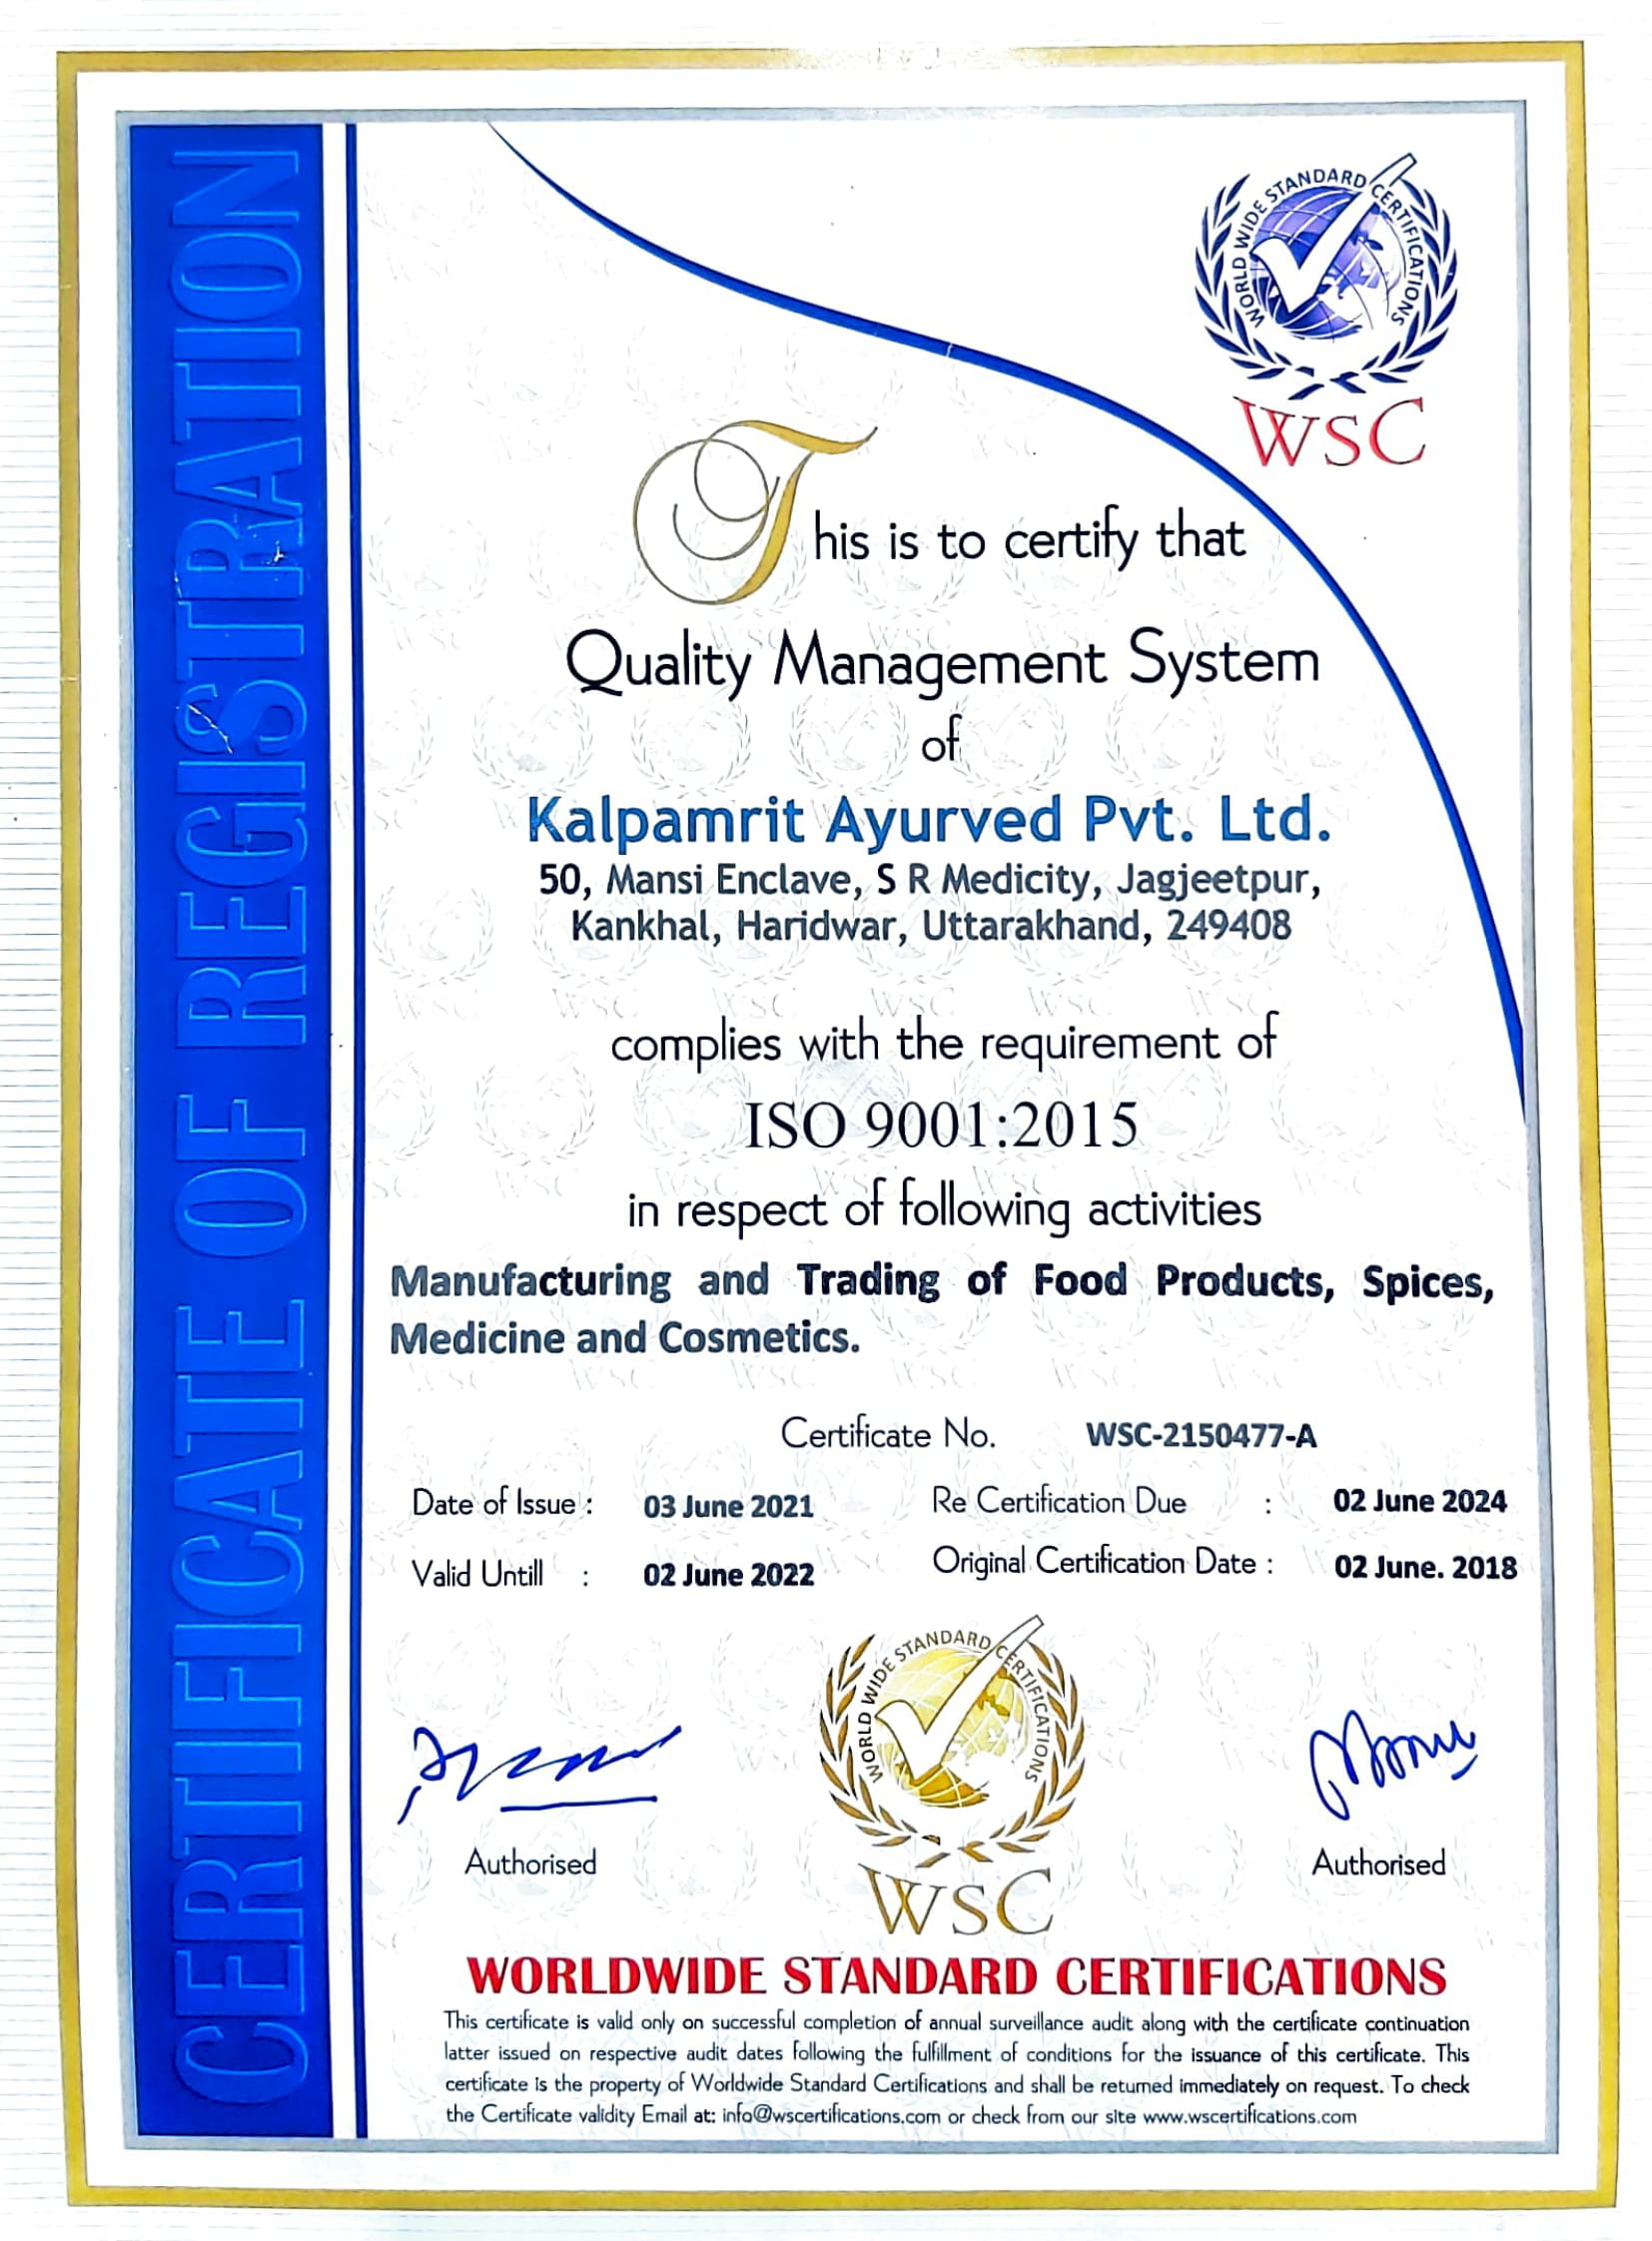 CERTIFICATE OF REGISTRATION
WORLD WIDE STANDARD CERTIFICATIONS
WSC
This is to certify that
Quality Management System
of
Kalpamrit Ayurved Pvt. Ltd.
50, Mansi Enclave, S R Medicity, Jagjeetpur,
Kankhal, Haridwar, Uttarakhand, 249408
complies with the requirement of
ISO 9001:2015
in respect of following activities
Manufacturing and Trading of Food Products, Spices,
Medicine and Cosmetics.
Certificate No. WSC-2150477-A
Date of Issue : 03 June 2021 Re Certification Due : 02 June 2024
Valid Untill : 02 June 2022 Original Certification Date : 02 June. 2018
WORLD WIDE STANDARD CERTIFICATIONS
WSC
Authorised Authorised
WORLDWIDE STANDARD CERTIFICATIONS
This certificate is valid only on successful completion of annual surveillance audit along with the certificate continuation
latter issued on respective audit dates following the fulfillment of conditions for the issuance of this certificate. This
certificate is the property of Worldwide Standard Certifications and shall be returned immediately on request. To check
the Certificate validity Email at: info@wscertifications.com or check from our site www.wscertifications.com